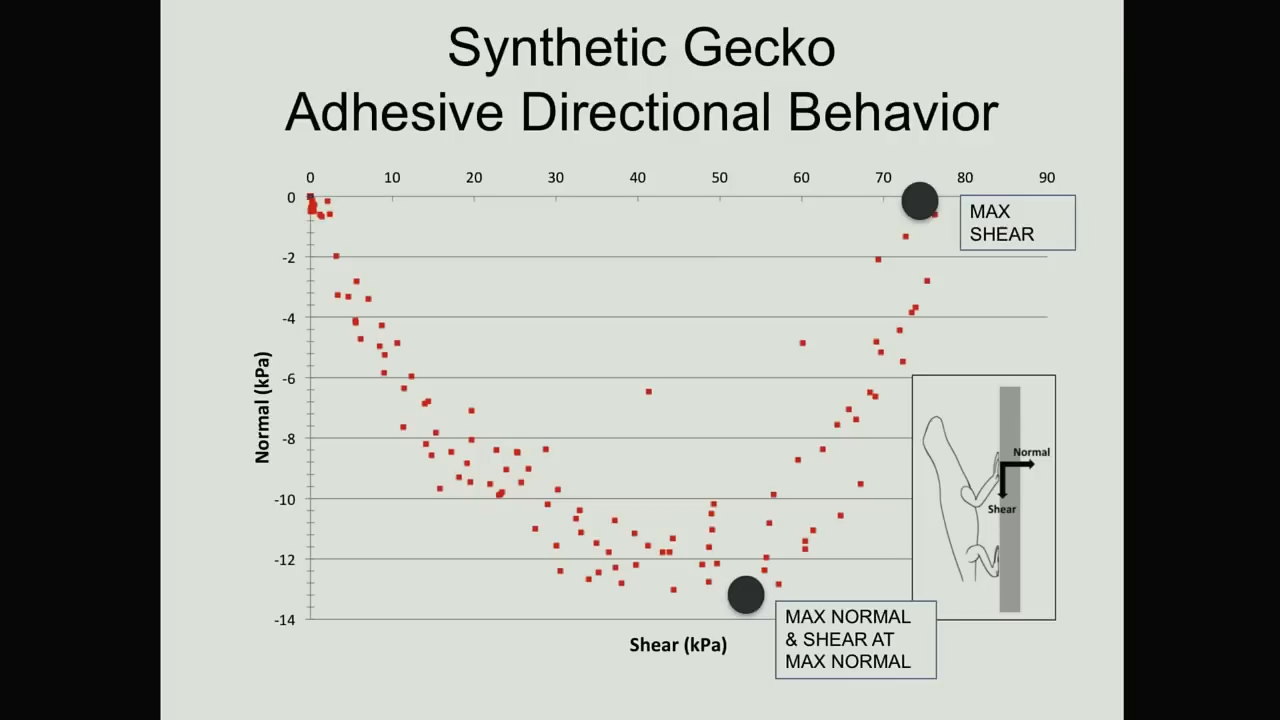 Synthetic Gecko
Adhesive Directional Behavior
0 10 20 30 40 50 60 70 80 90
0
-2
-4
-6
-8
-10
-12
-14
Normal (kPa)
Shear (kPa)
MAX
SHEAR
Normal
Shear
MAX NORMAL
& SHEAR AT
MAX NORMAL